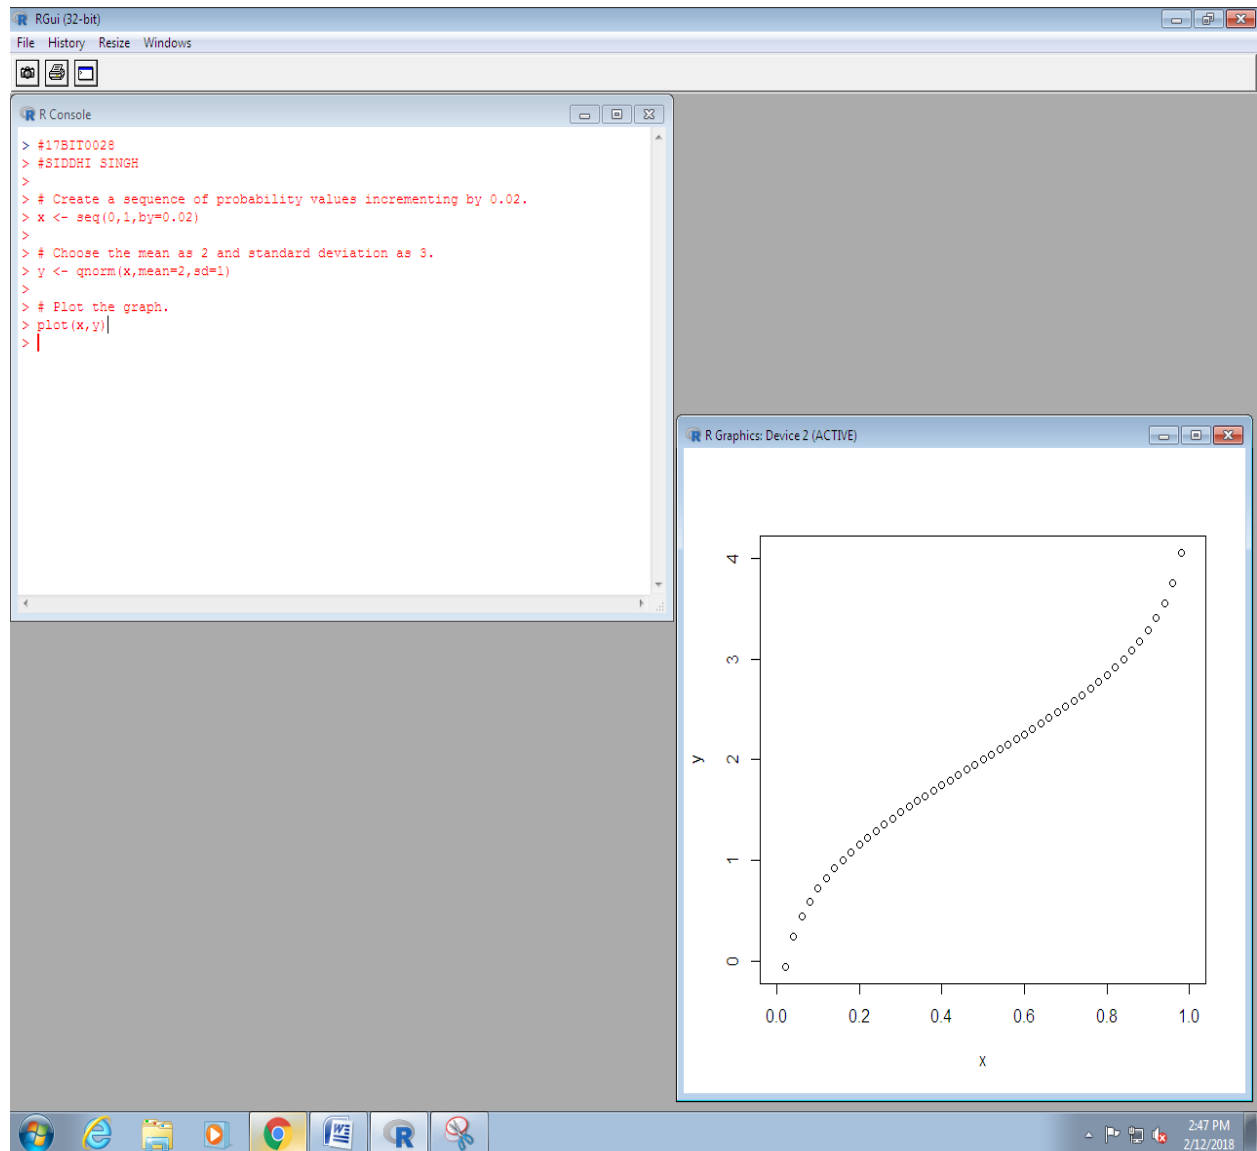 RGui (32-bit)
File History Resize Windows
R Console
> #17BIT0028
> #SIDDHI SINGH
>
> # Create a sequence of probability values incrementing by 0.02.
> x <- seq(0,1,by=0.02)
>
> # Choose the mean as 2 and standard deviation as 3.
> y <- qnorm(x,mean=2,sd=1)
>
> # Plot the graph.
> plot(x,y)
>
R Graphics: Device 2 (ACTIVE)
4
3
2
1
0
y
0.0 0.2 0.4 0.6 0.8 1.0
x
2:47 PM
2/12/2018